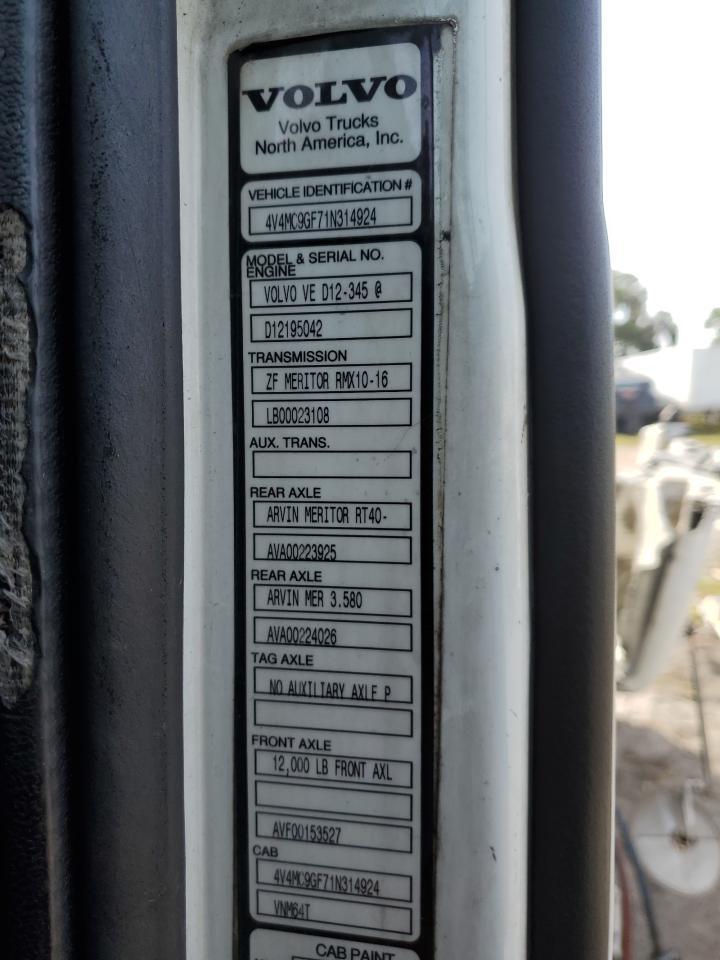 VOLVO
Volvo Trucks
North America, Inc.
VEHICLE IDENTIFICATION #
4V4MC9GF71N314924
MODEL & SERIAL NO.
ENGINE
VOLVO VE D12-345 @
D12195042
TRANSMISSION
ZF MERITOR RMX10-16
LB00023108
AUX. TRANS.
REAR AXLE
ARVIN MERITOR RT40-
AVA00223925
REAR AXLE
ARVIN MER 3.580
AVA00224026
TAG AXLE
NO AUXILIARY AXLE P
FRONT AXLE
12,000 LB FRONT AXL
AVF00153527
CAB
4V4MC9GF71N314924
VNM64T
CAB PAINT